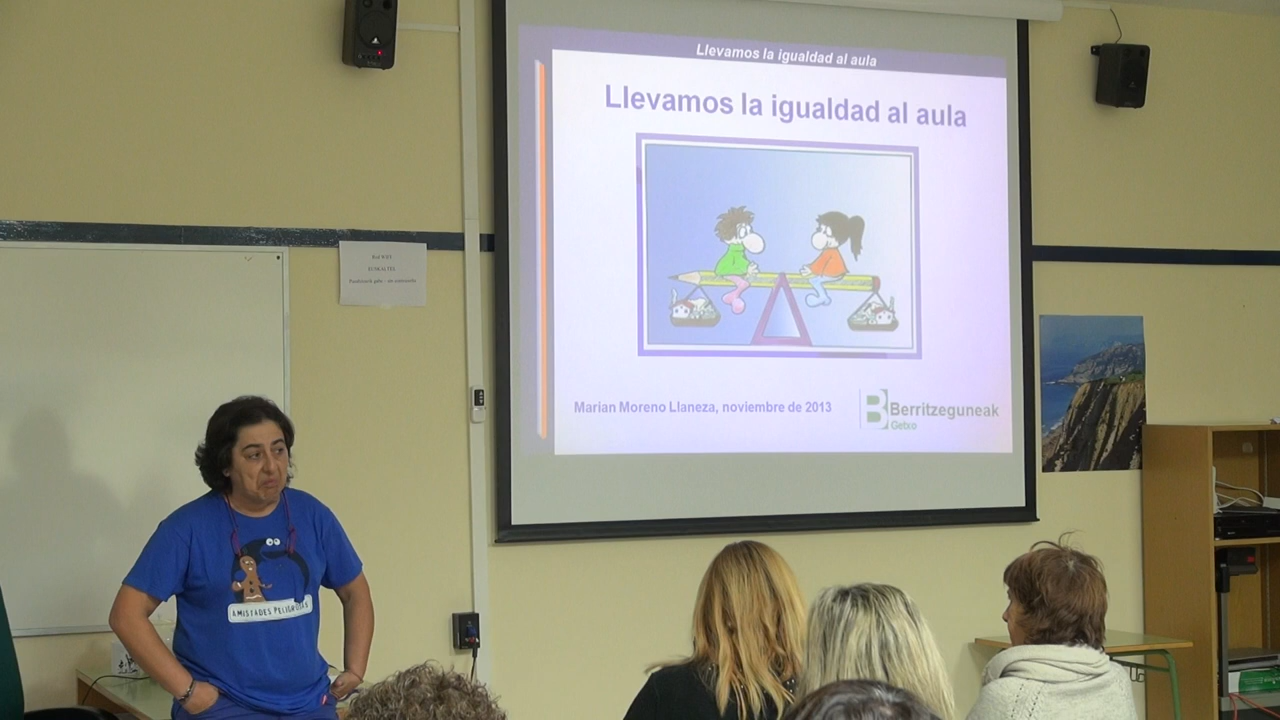 Llevamos la igualdad al aula
Llevamos la igualdad al aula
Marian Moreno Llaneza, noviembre de 2013
Berritzeguneak
Getxo
AMISTADES PELIGROSAS